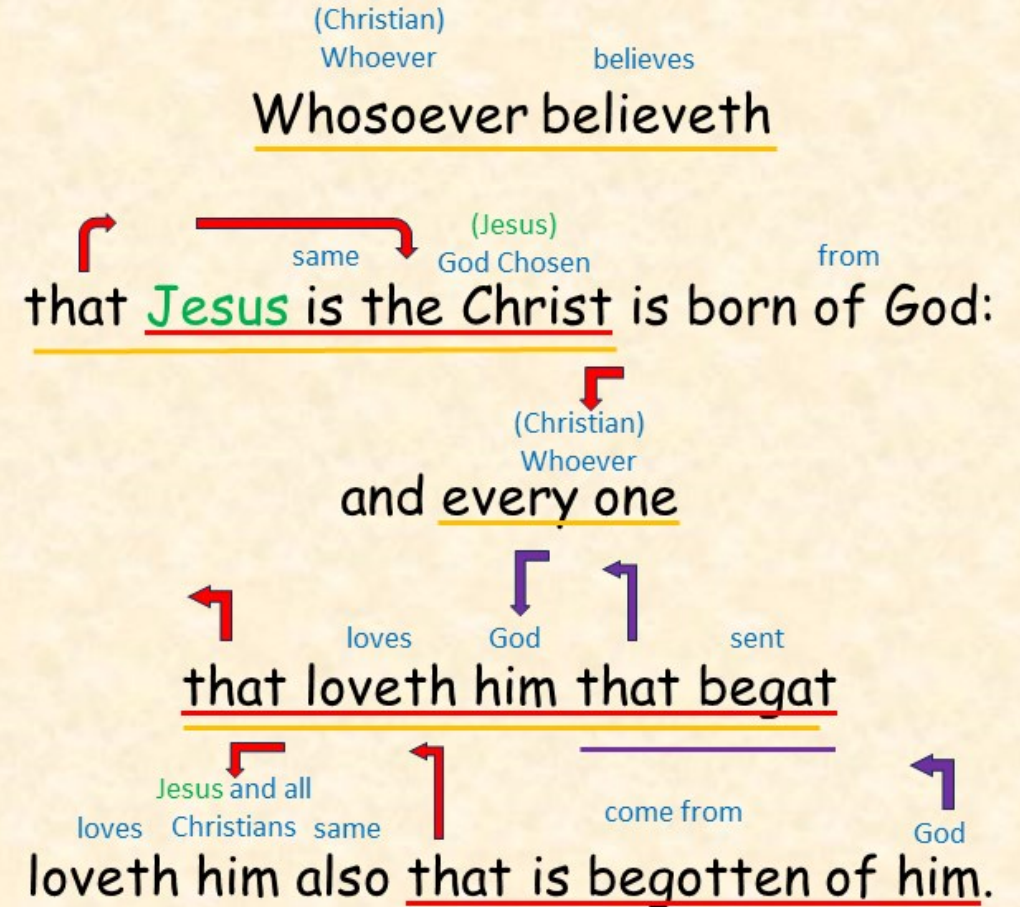 (Christian)
Whoever believes
Whosoever believeth
(Jesus)
same God Chosen from
that Jesus is the Christ is born of God:
(Christian)
Whoever
and every one
loves God sent
that loveth him that begat
Jesus and all
loves Christians same come from God
loveth him also that is begotten of him.